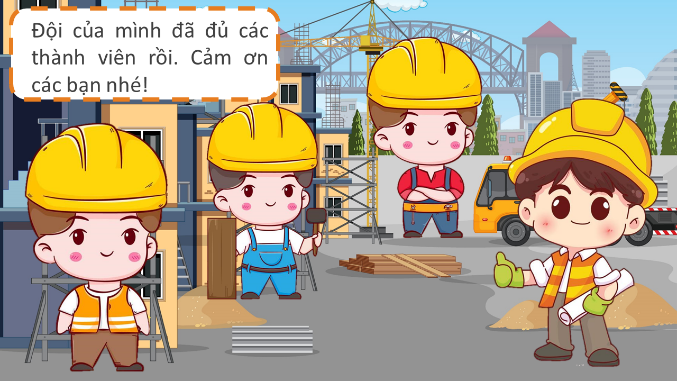 Đội của mình đã đủ các
thành viên rồi. Cảm ơn
các bạn nhé!